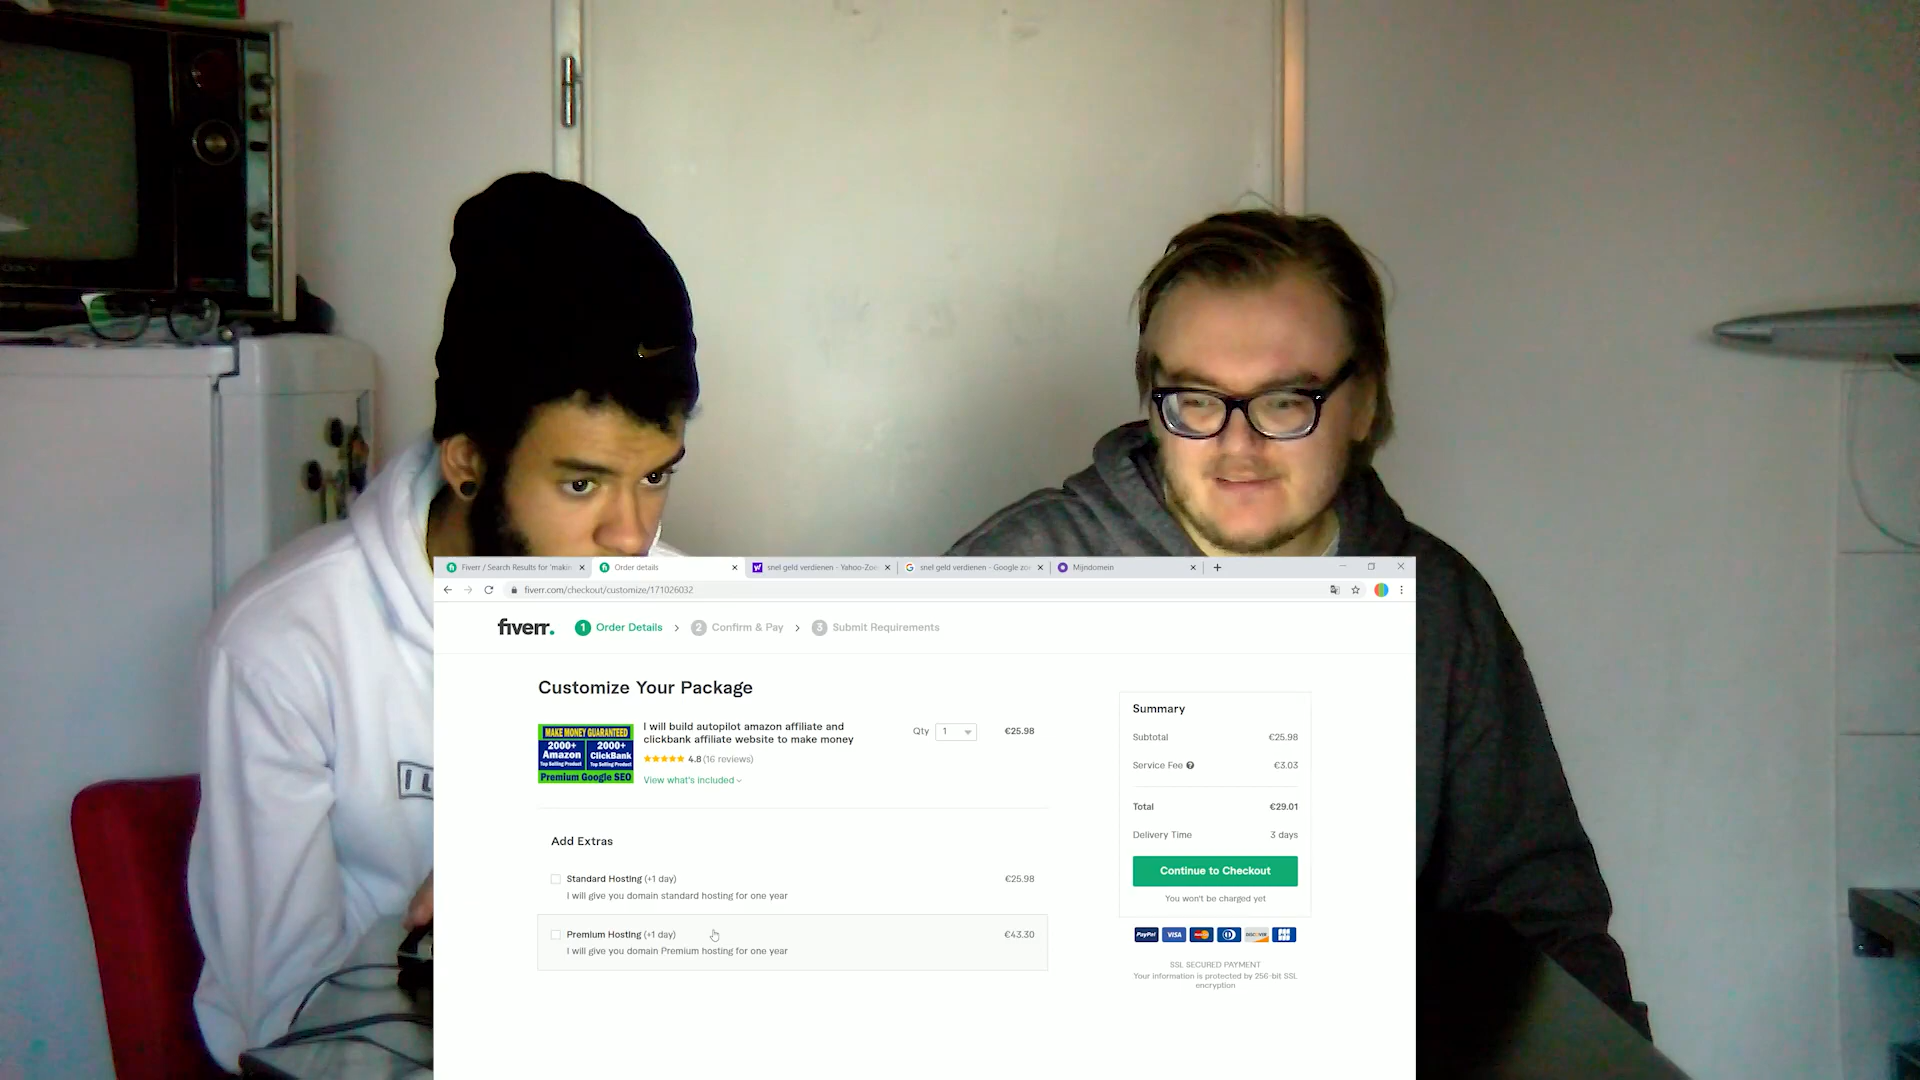 Fiverr / Search Results for 'makin
Order details
snel geld verdienen - Yahoo-Zoe
snel geld verdienen - Google zoe
Mijndomein
fiverr.com/checkout/customize/171026032
fiverr.
1 Order Details > 2 Confirm & Pay > 3 Submit Requirements
Customize Your Package
MAKE MONEY GUARANTEED
2000+ Amazon Top Selling Product
2000+ ClickBank Top Selling Product
Premium Google SEO
I will build autopilot amazon affiliate and
clickbank affiliate website to make money
4.8 (16 reviews)
View what's included
Qty 1 €25.98
Add Extras
Standard Hosting (+1 day) €25.98
I will give you domain standard hosting for one year
Premium Hosting (+1 day) €43.30
I will give you domain Premium hosting for one year
Summary
Subtotal €25.98
Service Fee €3.03
Total €29.01
Delivery Time 3 days
Continue to Checkout
You won't be charged yet
PayPal VISA DISCOVER
SSL SECURED PAYMENT
Your information is protected by 256-bit SSL
encryption
I L